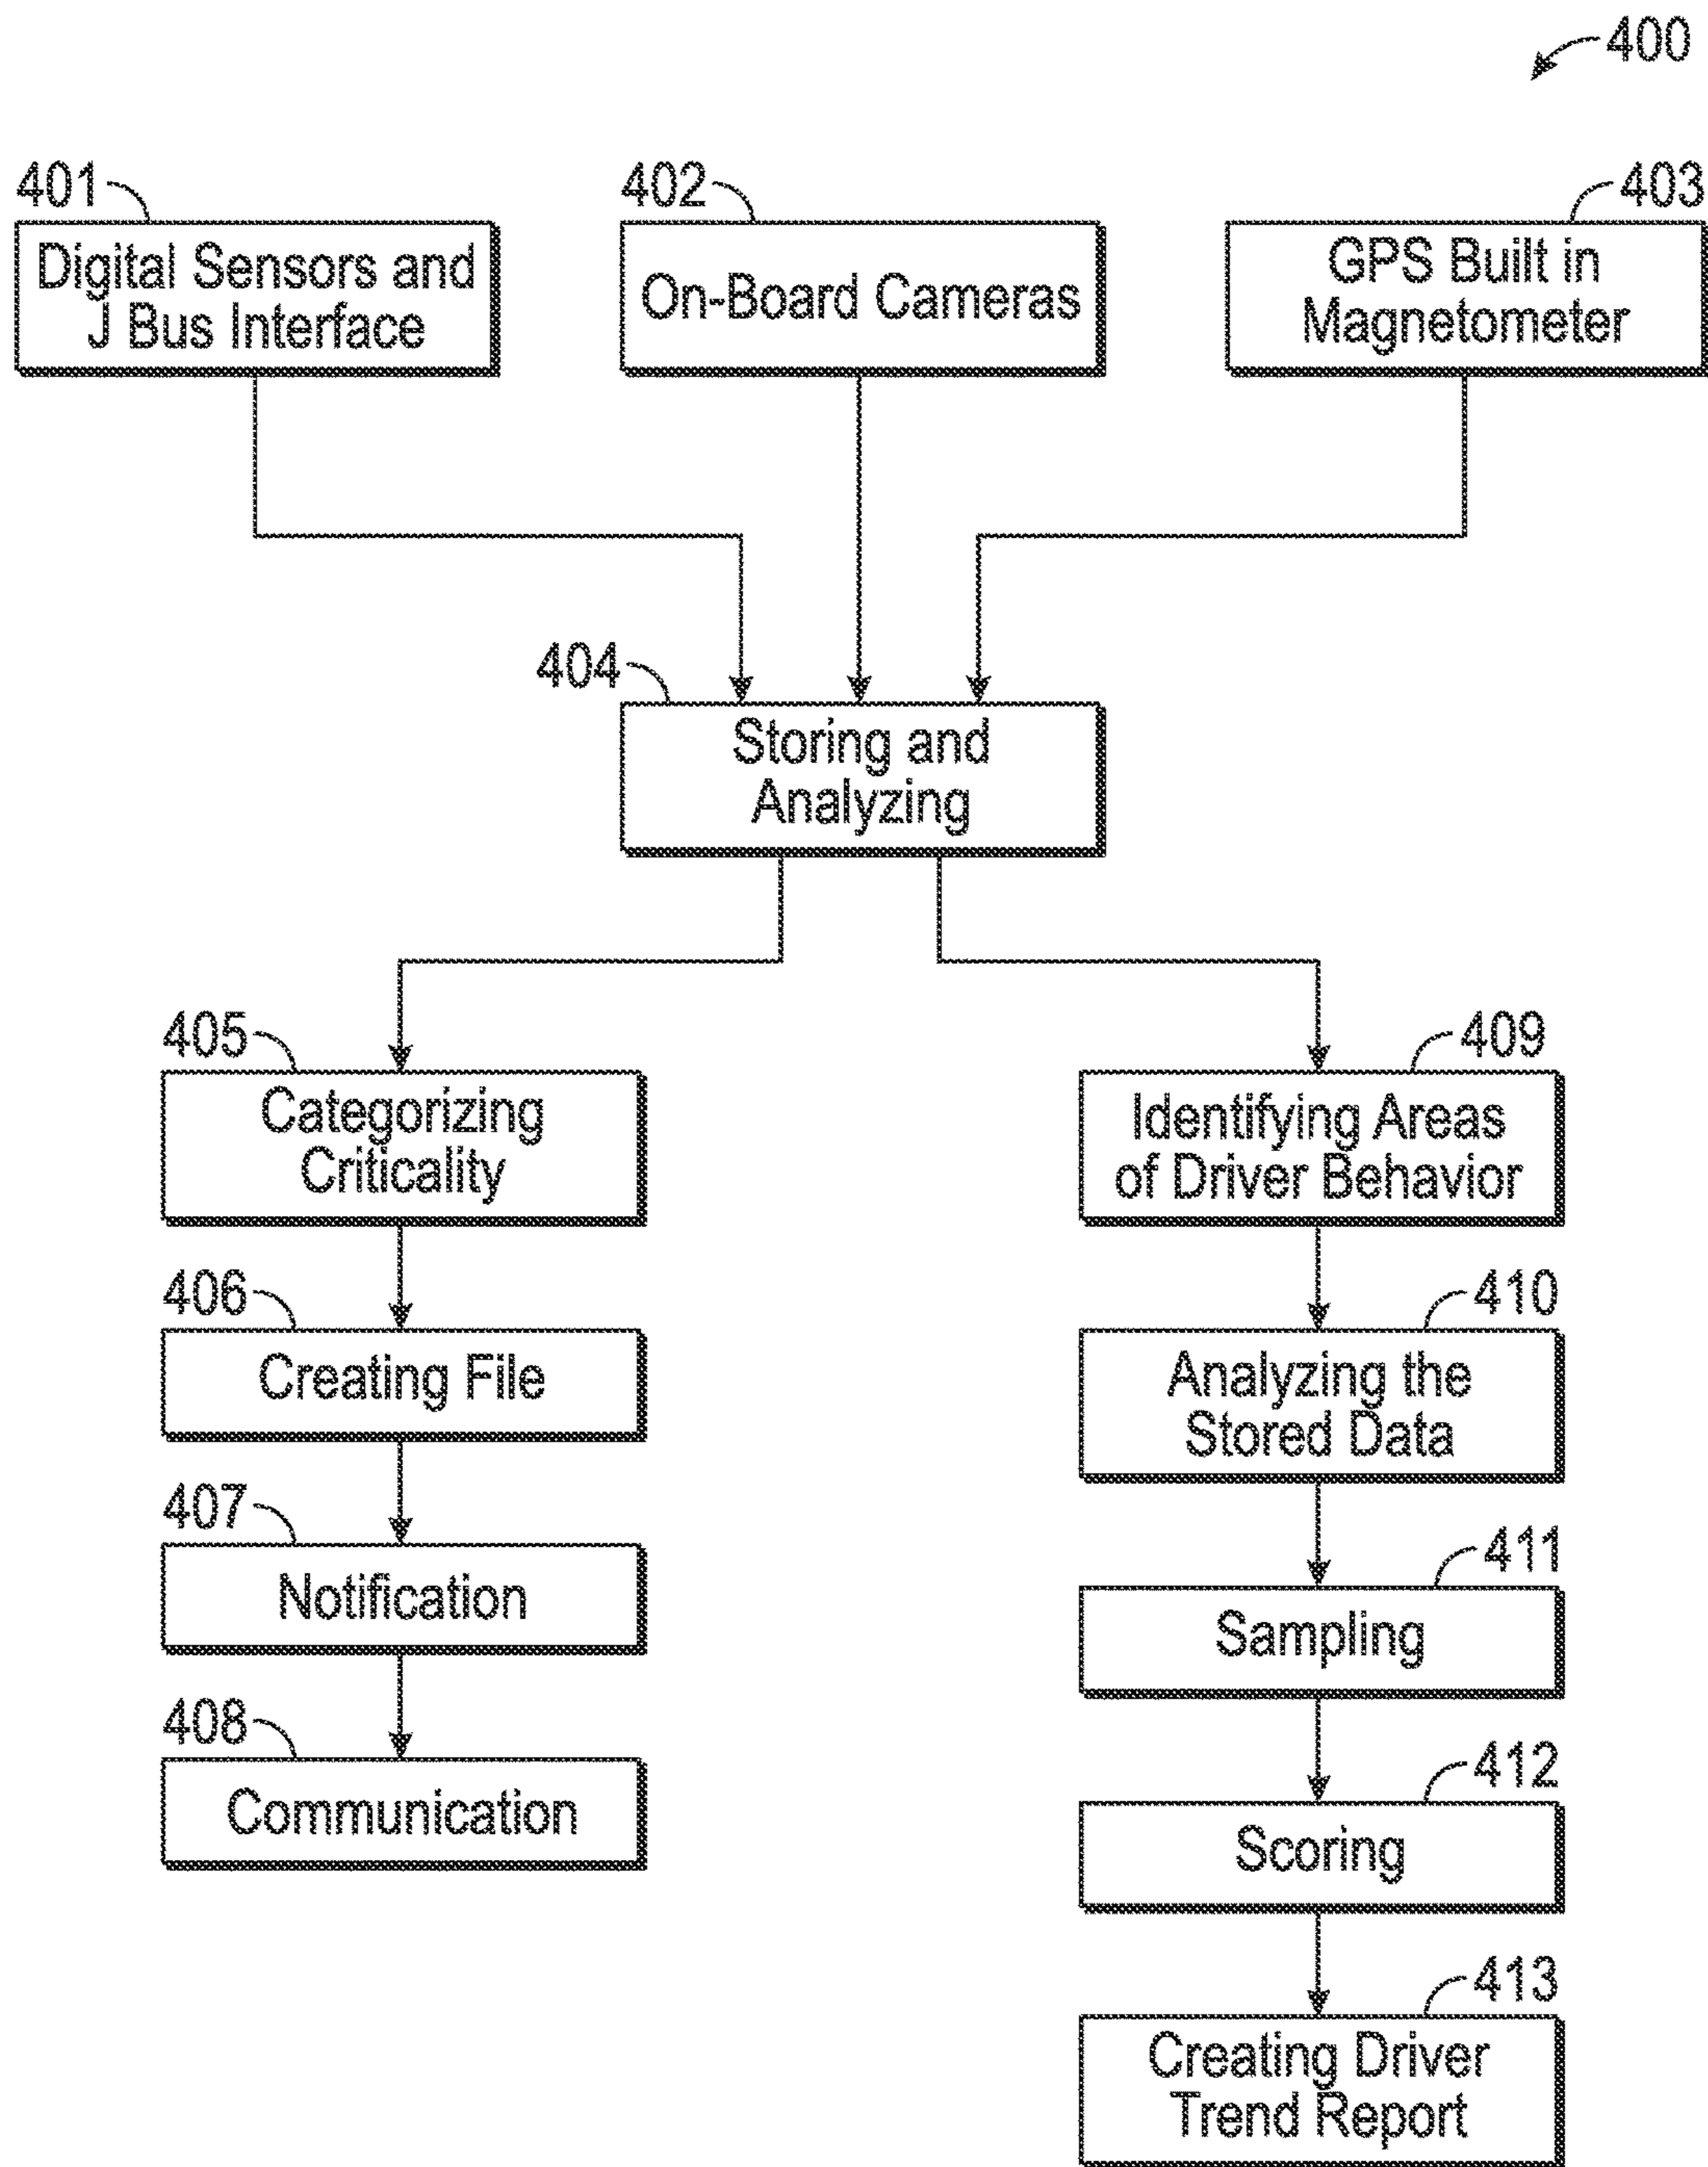 400
401
Digital Sensors and
J Bus Interface
402
On-Board Cameras
403
GPS Built in
Magnetometer
404
Storing and
Analyzing
405
Categorizing
Criticality
406
Creating File
407
Notification
408
Communication
409
Identifying Areas
of Driver Behavior
410
Analyzing the
Stored Data
411
Sampling
412
Scoring
413
Creating Driver
Trend Report